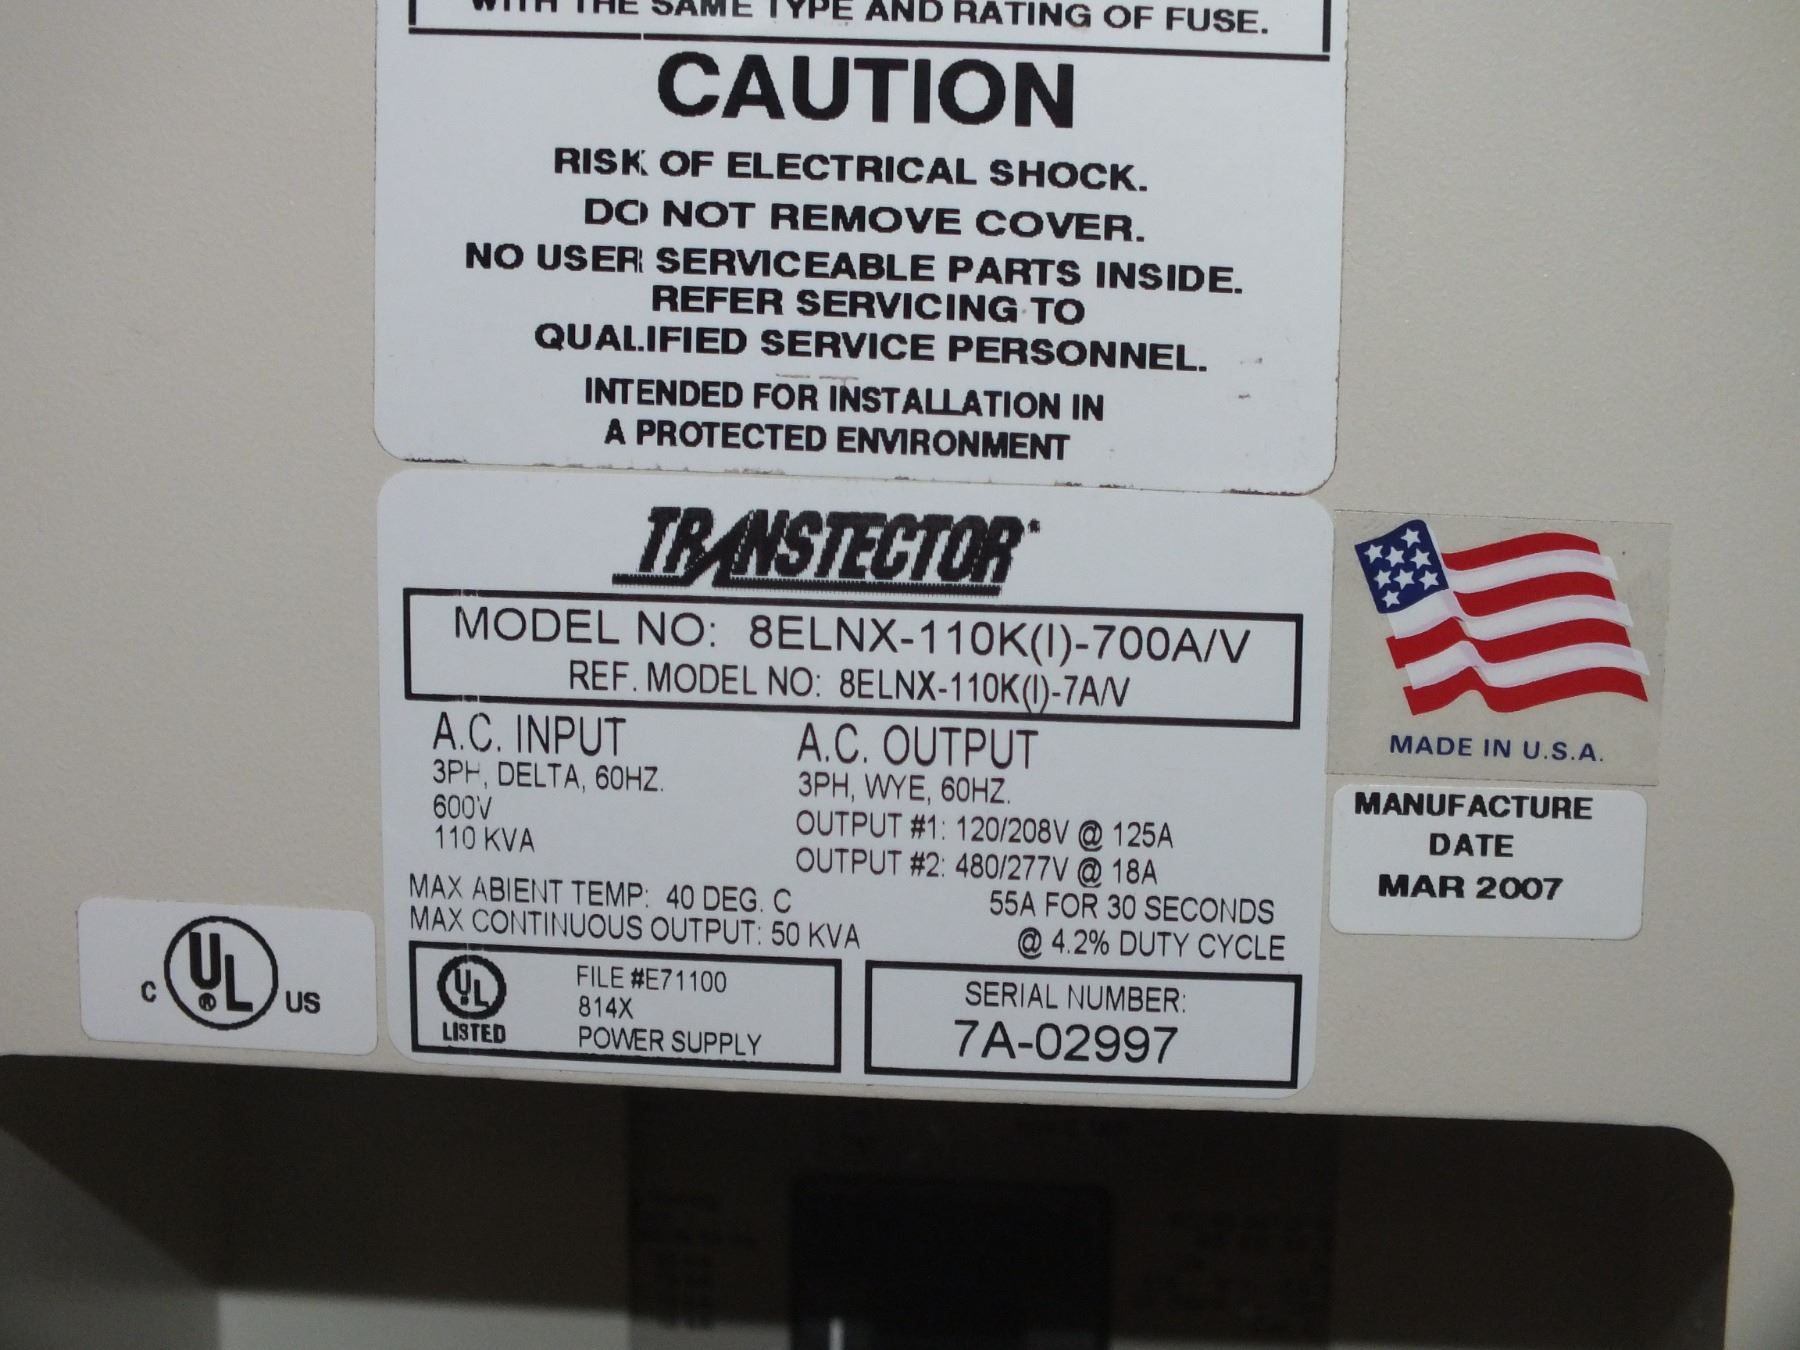 WITH THE SAME TYPE AND RATING OF FUSE.
CAUTION
RISK OF ELECTRICAL SHOCK.
DO NOT REMOVE COVER.
NO USER SERVICEABLE PARTS INSIDE.
REFER SERVICING TO
QUALIFIED SERVICE PERSONNEL.
INTENDED FOR INSTALLATION IN
A PROTECTED ENVIRONMENT
TRANSTECTOR
MODEL NO: 8ELNX-110K(I)-700A/V
REF. MODEL NO: 8ELNX-110K(I)-7A/V
A.C. INPUT
3PH, DELTA, 60HZ.
600V
110 KVA
A.C. OUTPUT
3PH, WYE, 60HZ.
OUTPUT #1: 120/208V @ 125A
OUTPUT #2: 480/277V @ 18A
55A FOR 30 SECONDS
@ 4.2% DUTY CYCLE
MAX ABIENT TEMP: 40 DEG. C
MAX CONTINUOUS OUTPUT: 50 KVA
UL
LISTED
FILE #E71100
814X
POWER SUPPLY
SERIAL NUMBER:
7A-02997
C UL ® US
MADE IN U.S.A.
MANUFACTURE
DATE
MAR 2007